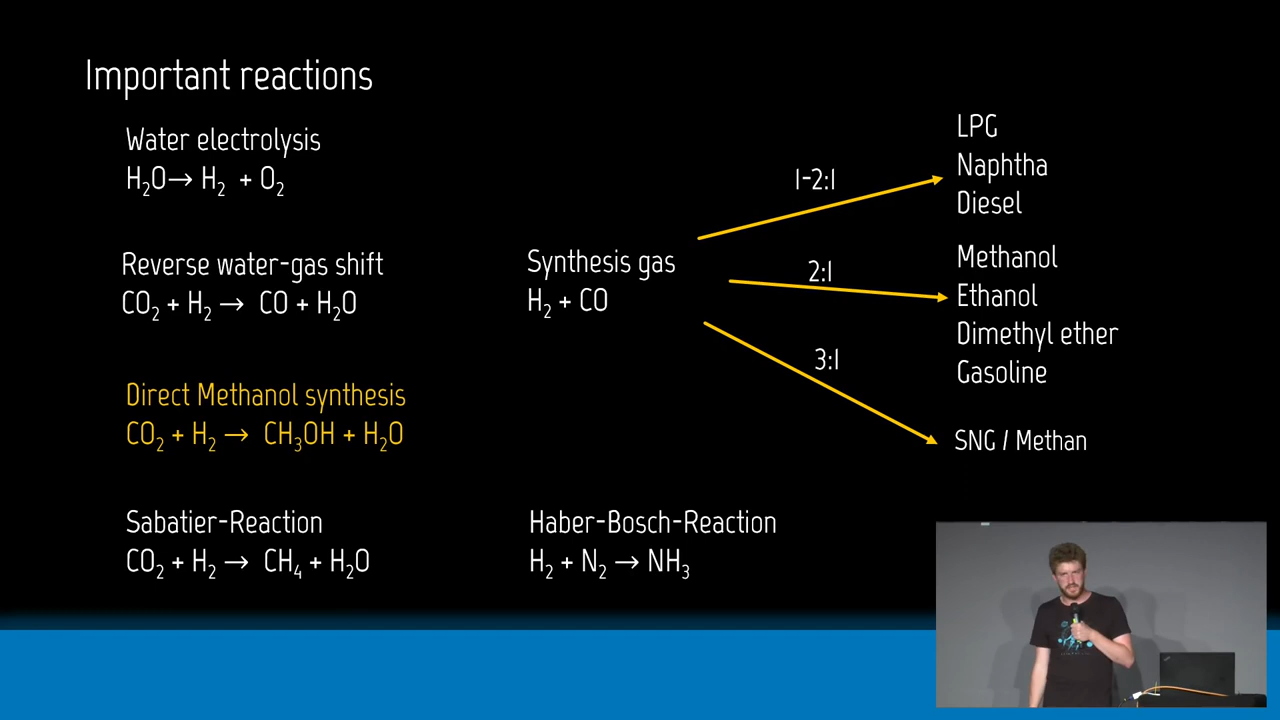 Important reactions
Water electrolysis
H₂O→ H₂ + O₂
Reverse water-gas shift
CO₂ + H₂ → CO + H₂O
Direct Methanol synthesis
CO₂ + H₂ → CH₃OH + H₂O
Sabatier-Reaction
CO₂ + H₂ → CH₄ + H₂O
Synthesis gas
H₂ + CO
Haber-Bosch-Reaction
H₂ + N₂ → NH₃
1-2:1
2:1
3:1
LPG
Naphtha
Diesel
Methanol
Ethanol
Dimethyl ether
Gasoline
SNG / Methan